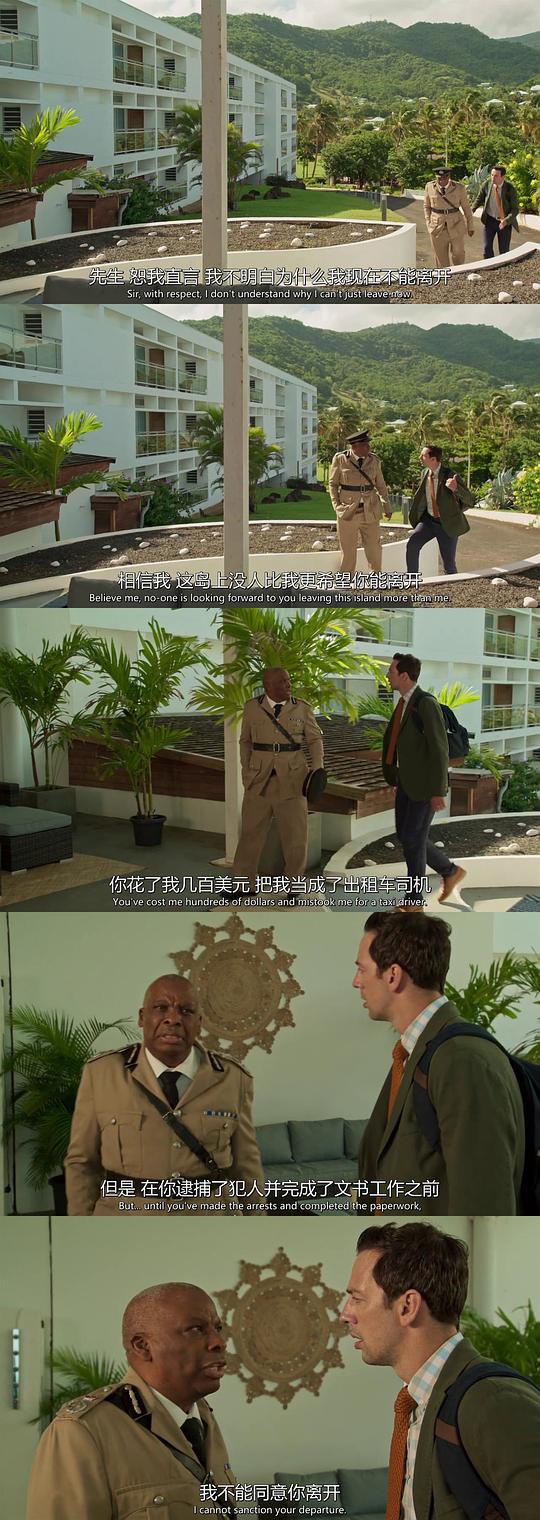 先生 恕我直言 我不明白为什么我现在不能离开
Sir, with respect, I don't understand why I can't just leave now.
相信我 这岛上没人比我更希望你能离开
Believe me, no-one is looking forward to you leaving this island more than me.
你花了我几百美元 把我当成了出租车司机
You've cost me hundreds of dollars and mistook me for a taxi driver.
但是 在你逮捕了犯人并完成了文书工作之前
But... until you've made the arrests and completed the paperwork,
我不能同意你离开
I cannot sanction your departure.